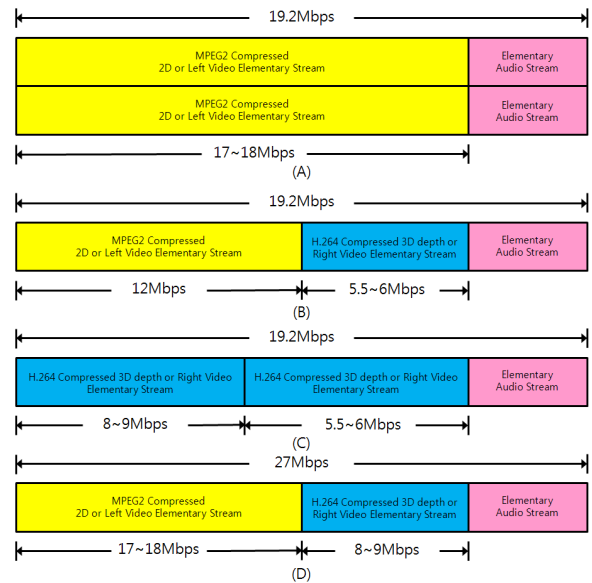 19.2Mbps
MPEG2 Compressed
2D or Left Video Elementary Stream
Elementary
Audio Stream
MPEG2 Compressed
2D or Left Video Elementary Stream
Elementary
Audio Stream
17~18Mbps
(A)
19.2Mbps
MPEG2 Compressed
2D or Left Video Elementary Stream
H.264 Compressed 3D depth or
Right Video Elementary Stream
Elementary
Audio Stream
12Mbps
5.5~6Mbps
(B)
19.2Mbps
H.264 Compressed 3D depth or Right Video
Elementary Stream
H.264 Compressed 3D depth or Right Video
Elementary Stream
Elementary
Audio Stream
8~9Mbps
5.5~6Mbps
(C)
27Mbps
MPEG2 Compressed
2D or Left Video Elementary Stream
H.264 Compressed 3D depth or
Right Video Elementary Stream
Elementary
Audio Stream
17~18Mbps
8~9Mbps
(D)